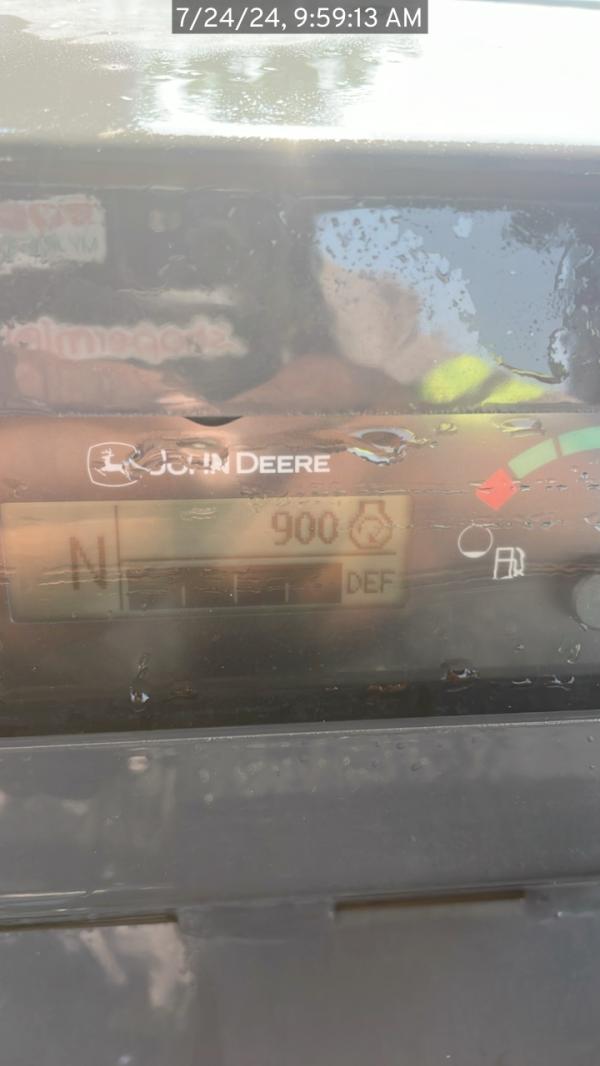 7/24/24, 9:59:13 AM
JOHN DEERE
900
N
DEF